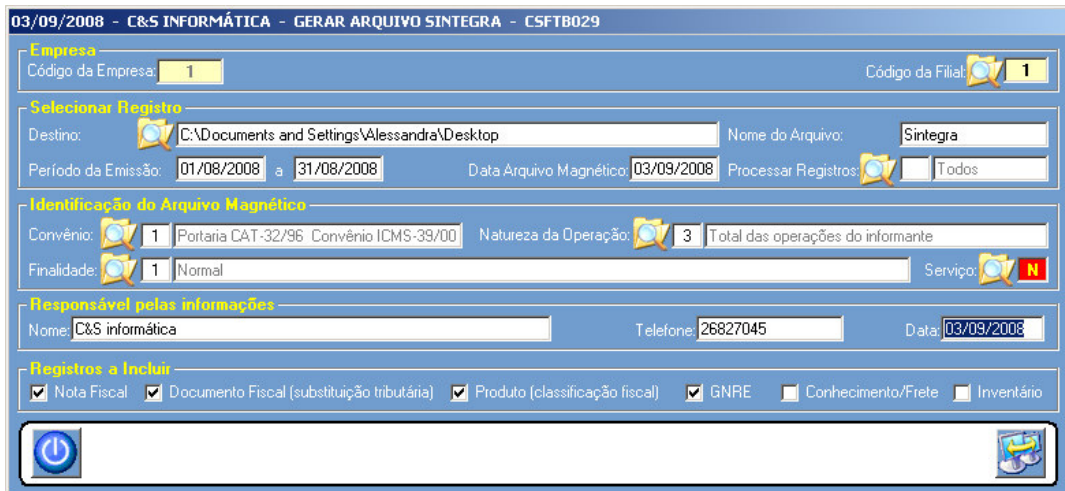 03/09/2008 - C&S INFORMÁTICA - GERAR ARQUIVO SINTEGRA - CSFTB029
Empresa
Código da Empresa: 1 Código da Filial: 1
Selecionar Registro
Destino: C:\Documents and Settings\Alessandra\Desktop Nome do Arquivo: Sintegra
Período da Emissão: 01/08/2008 a 31/08/2008 Data Arquivo Magnético: 03/09/2008 Processar Registros: Todos
Identificação do Arquivo Magnético
Convênio: 1 Portaria CAT-32/96 Convênio ICMS-39/00 Natureza da Operação: 3 Total das operações do informante
Finalidade: 1 Normal Serviço: N
Responsável pelas informações
Nome: C&S informática Telefone: 26827045 Data: 03/09/2008
Registros a Incluir
Nota Fiscal Documento Fiscal (substituição tributária) Produto (classificação fiscal) GNRE Conhecimento/Frete Inventário